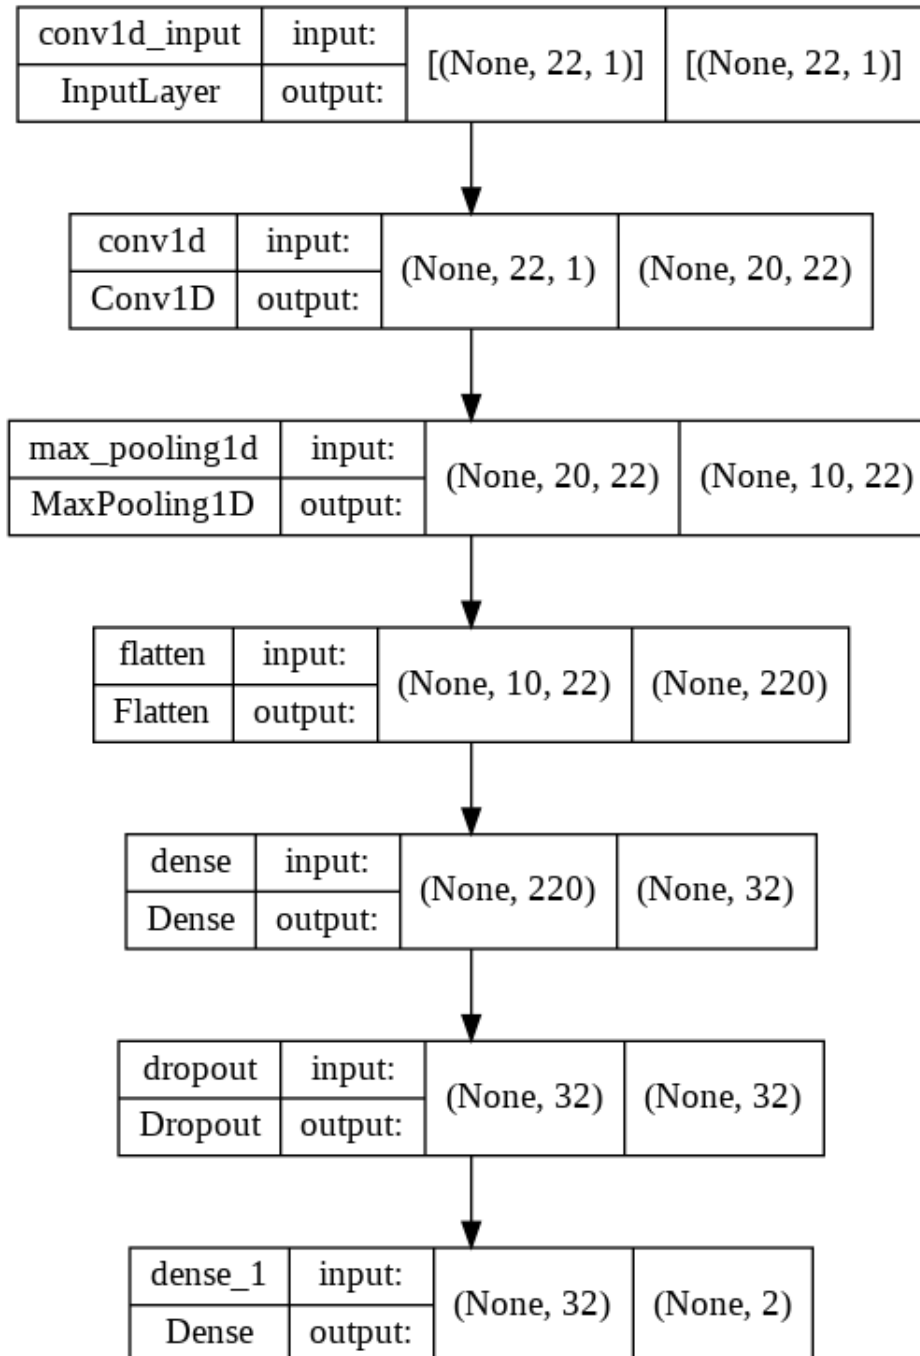 conv1d_input input: [(None, 22, 1)] [(None, 22, 1)]
InputLayer output:
conv1d input: (None, 22, 1) (None, 20, 22)
Conv1D output:
max_pooling1d input: (None, 20, 22) (None, 10, 22)
MaxPooling1D output:
flatten input: (None, 10, 22) (None, 220)
Flatten output:
dense input: (None, 220) (None, 32)
Dense output:
dropout input: (None, 32) (None, 32)
Dropout output:
dense_1 input: (None, 32) (None, 2)
Dense output: